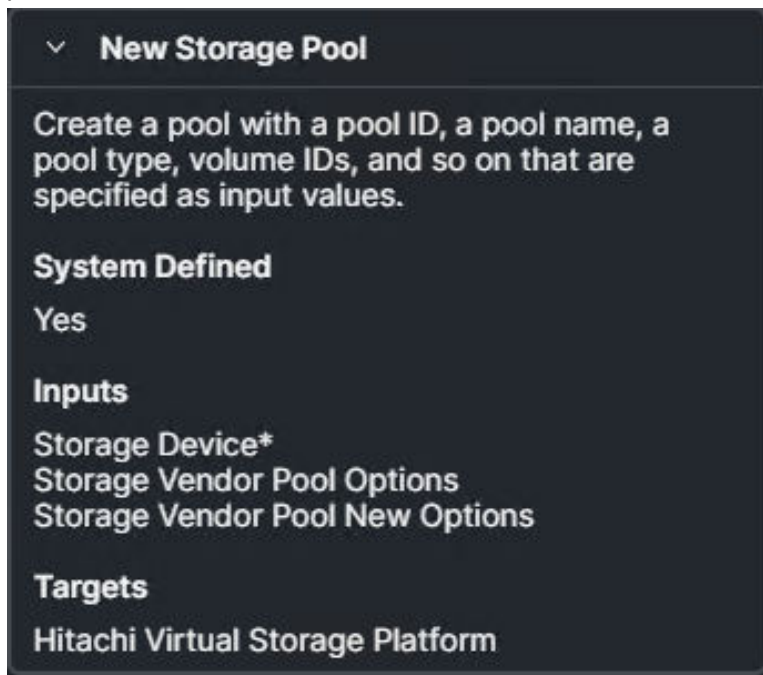 New Storage Pool
Create a pool with a pool ID, a pool name, a
pool type, volume IDs, and so on that are
specified as input values.
System Defined
Yes
Inputs
Storage Device*
Storage Vendor Pool Options
Storage Vendor Pool New Options
Targets
Hitachi Virtual Storage Platform